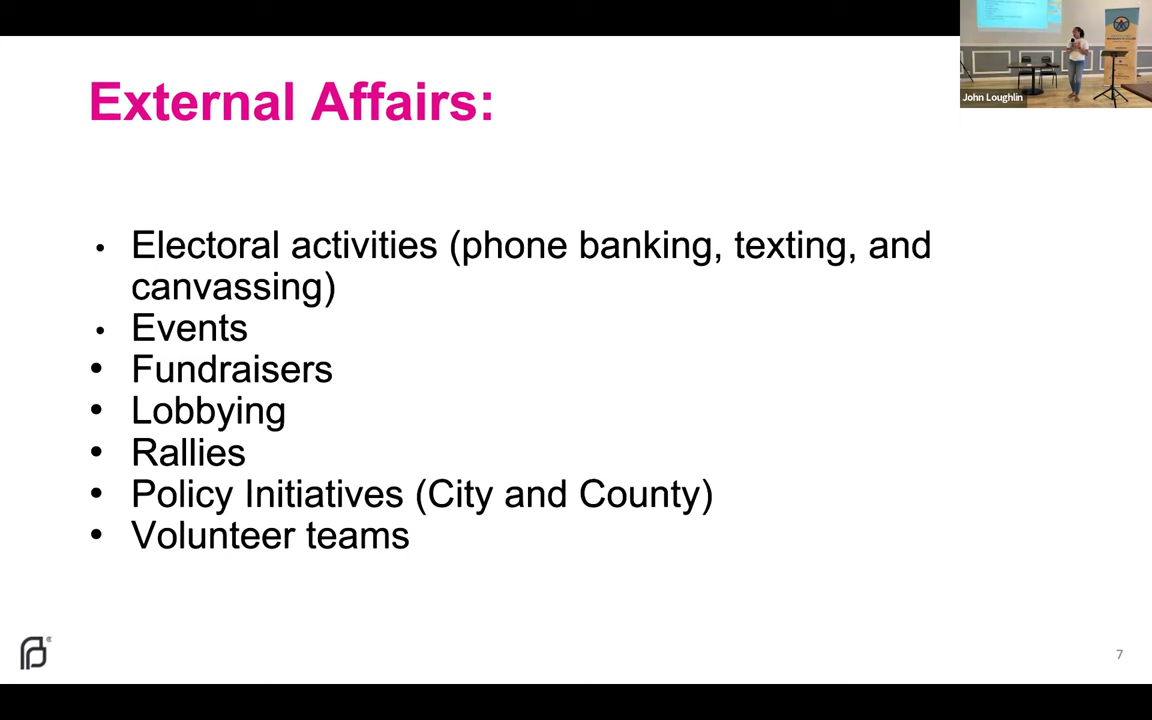 External Affairs:
John Loughlin
• Electoral activities (phone banking, texting, and
canvassing)
• Events
• Fundraisers
• Lobbying
• Rallies
• Policy Initiatives (City and County)
• Volunteer teams
7